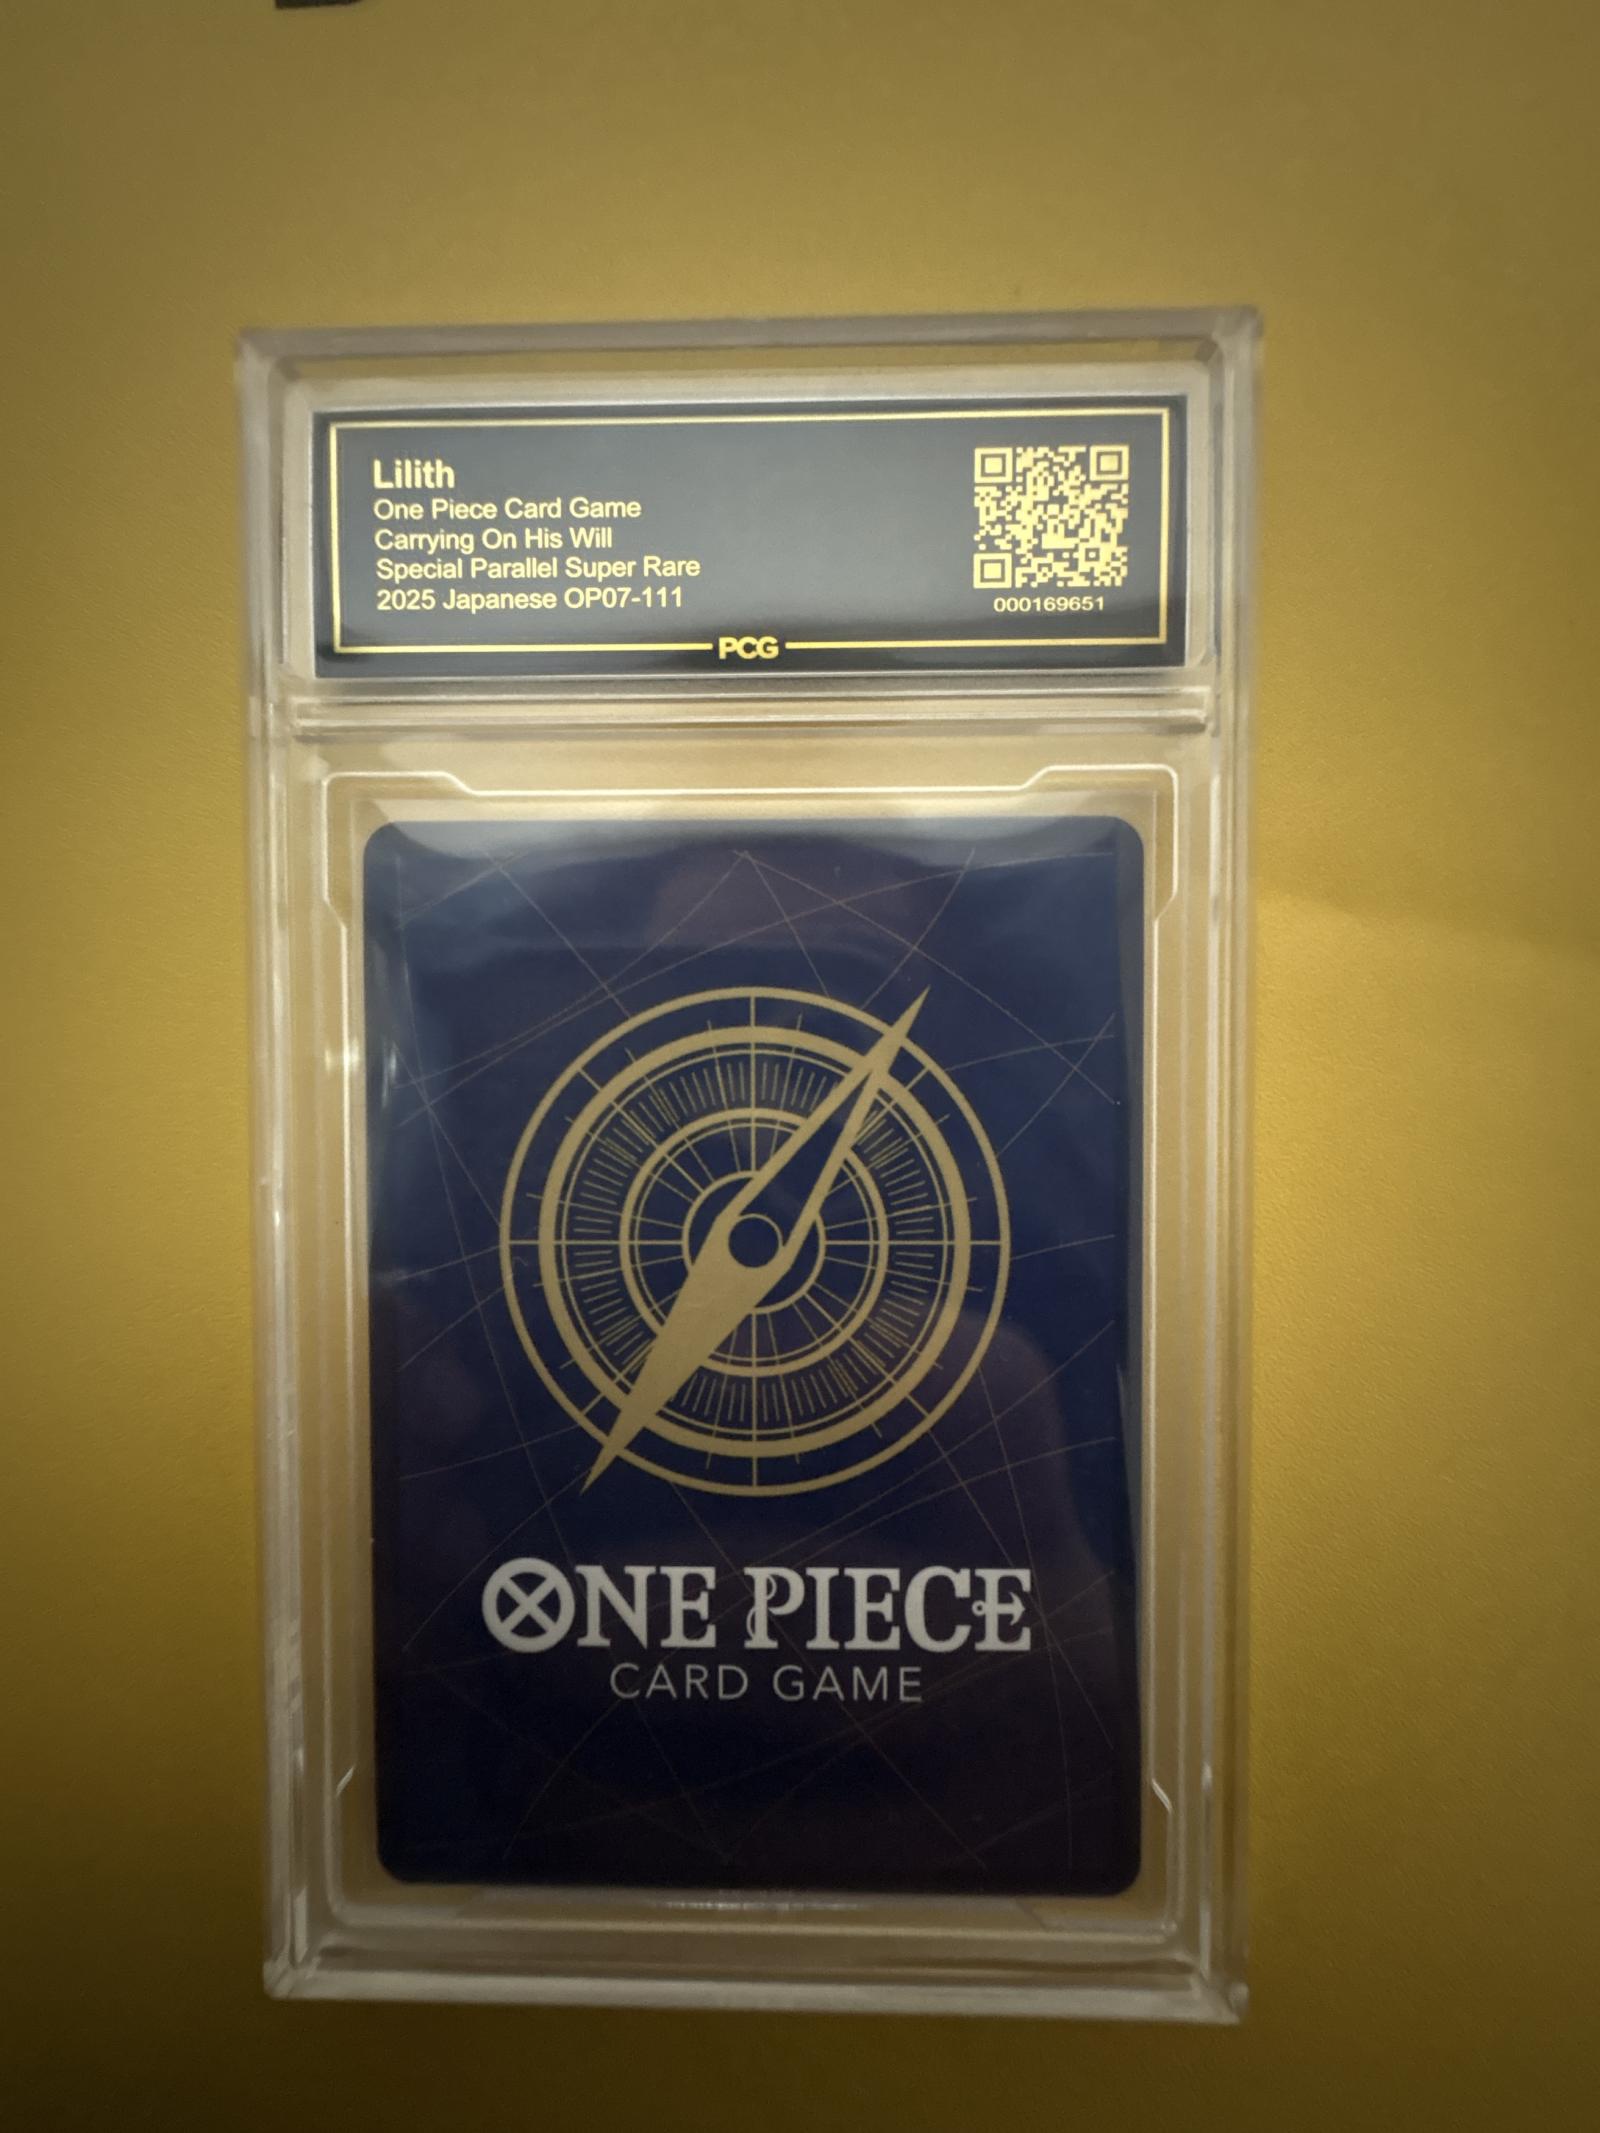 Lilith
One Piece Card Game
Carrying On His Will
Special Parallel Super Rare
2025 Japanese OP07-111
000169651
PCG
ONE PIECE
CARD GAME